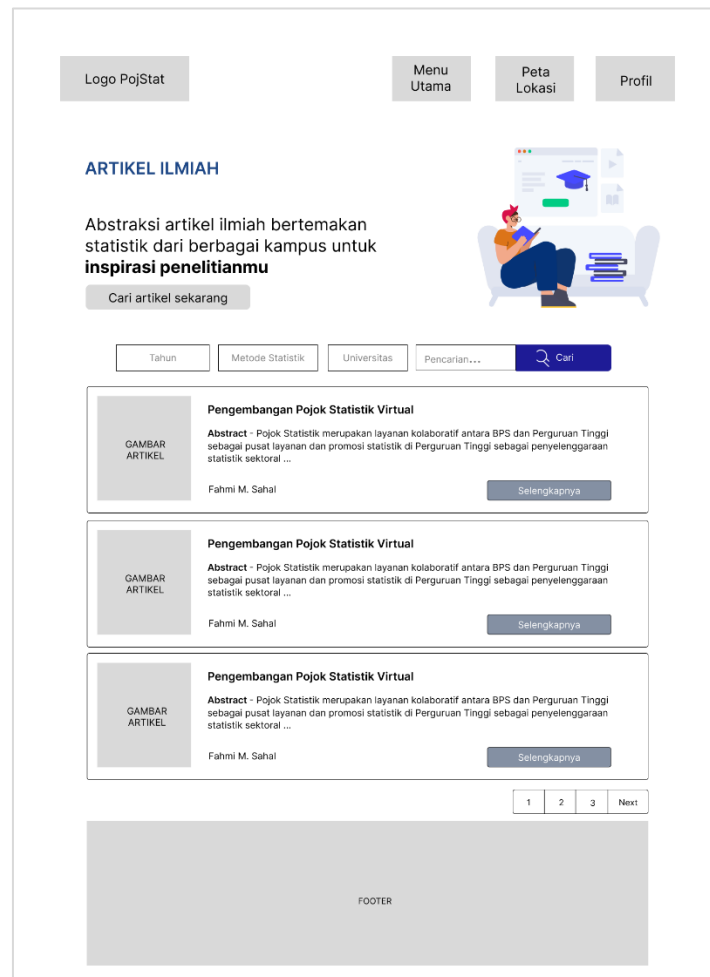 Logo PojStat
Menu
Utama
Peta
Lokasi
Profil
ARTIKEL ILMIAH
Abstraksi artikel ilmiah bertemakan
statistik dari berbagai kampus untuk
inspirasi penelitianmu
Cari artikel sekarang
Tahun
Metode Statistik
Universitas
Pencarian...
Cari
GAMBAR
ARTIKEL
Pengembangan Pojok Statistik Virtual
Abstract - Pojok Statistik merupakan layanan kolaboratif antara BPS dan Perguruan Tinggi
sebagai pusat layanan dan promosi statistik di Perguruan Tinggi sebagai penyelenggaraan
statistik sektoral ...
Fahmi M. Sahal
Selengkapnya
GAMBAR
ARTIKEL
Pengembangan Pojok Statistik Virtual
Abstract - Pojok Statistik merupakan layanan kolaboratif antara BPS dan Perguruan Tinggi
sebagai pusat layanan dan promosi statistik di Perguruan Tinggi sebagai penyelenggaraan
statistik sektoral ...
Fahmi M. Sahal
Selengkapnya
GAMBAR
ARTIKEL
Pengembangan Pojok Statistik Virtual
Abstract - Pojok Statistik merupakan layanan kolaboratif antara BPS dan Perguruan Tinggi
sebagai pusat layanan dan promosi statistik di Perguruan Tinggi sebagai penyelenggaraan
statistik sektoral ...
Fahmi M. Sahal
Selengkapnya
1 2 3 Next
FOOTER